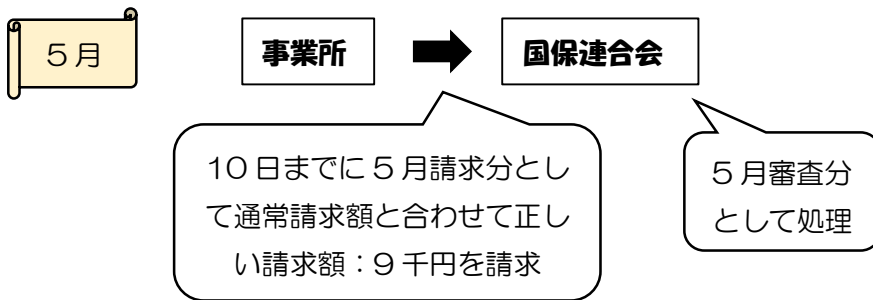 ５月
事業所
国保連合会
10日までに５月請求分とし
て通常請求額と合わせて正し
い請求額：９千円を請求
５月審査分
として処理